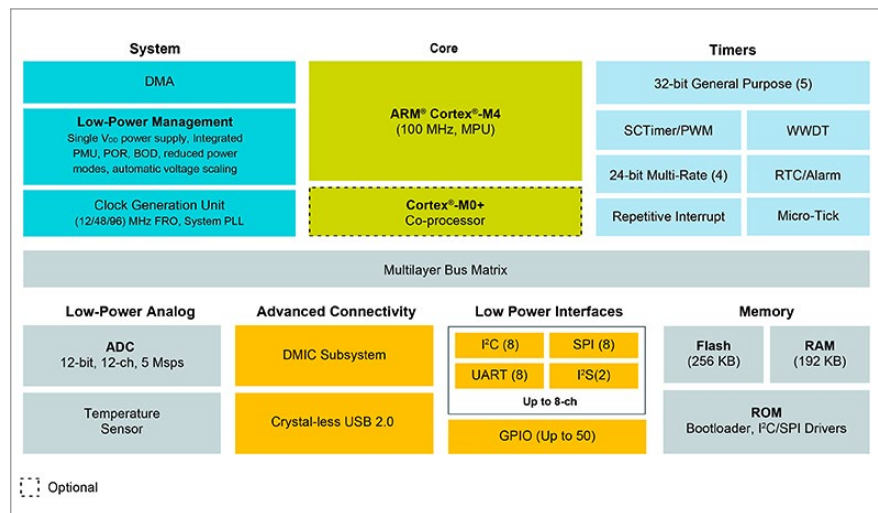 System
DMA
Low-Power Management
Single VDD power supply, Integrated
PMU, POR, BOD, reduced power
modes, automatic voltage scaling
Clock Generation Unit
(12/48/96) MHz FRO, System PLL
Core
ARM® Cortex®-M4
(100 MHz, MPU)
Cortex®-M0+
Co-processor
Timers
32-bit General Purpose (5)
SCTimer/PWM
WWDT
24-bit Multi-Rate (4)
RTC/Alarm
Repetitive Interrupt
Micro-Tick
Multilayer Bus Matrix
Low-Power Analog
ADC
12-bit, 12-ch, 5 Msps
Temperature
Sensor
Advanced Connectivity
DMIC Subsystem
Crystal-less USB 2.0
Low Power Interfaces
I²C (8)
SPI (8)
UART (8)
I²S(2)
Up to 8-ch
GPIO (Up to 50)
Memory
Flash
(256 KB)
RAM
(192 KB)
ROM
Bootloader, I²C/SPI Drivers
Optional